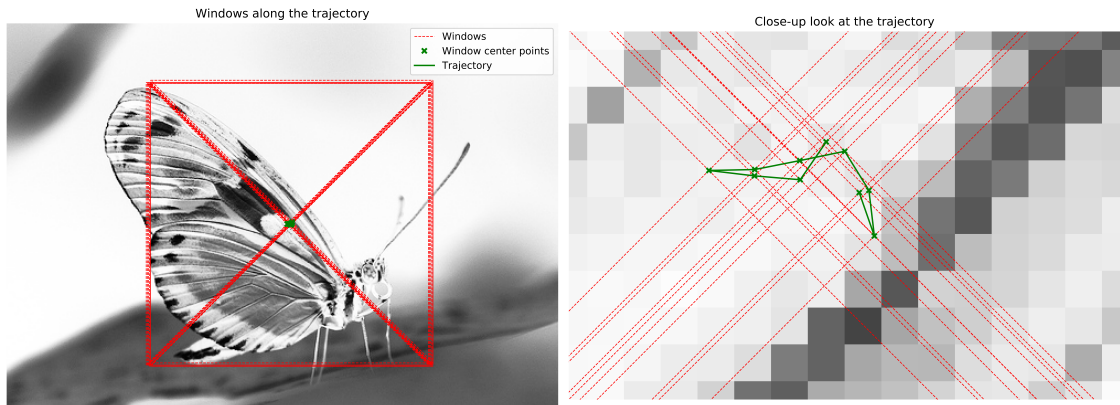 Windows along the trajectory
Windows
Window center points
Trajectory
Close-up look at the trajectory